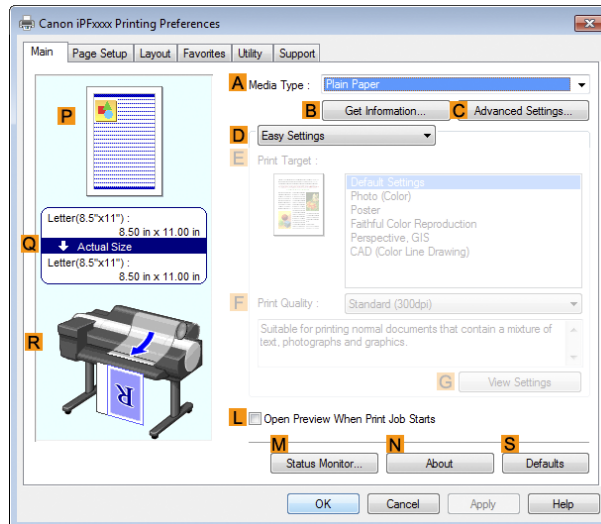 Canon iPFxxxx Printing Preferences
Main Page Setup Layout Favorites Utility Support
P
A Media Type : Plain Paper
B Get Information... C Advanced Settings...
D Easy Settings
E Print Target :
Default Settings
Photo (Color)
Poster
Faithful Color Reproduction
Perspective, GIS
CAD (Color Line Drawing)
Q
Letter(8.5"x11") :
8.50 in x 11.00 in
Actual Size
Letter(8.5"x11") :
8.50 in x 11.00 in
F Print Quality : Standard (300dpi)
Suitable for printing normal documents that contain a mixture of
text, photographs and graphics.
G View Settings
R
R
L Open Preview When Print Job Starts
M Status Monitor... N About S Defaults
OK Cancel Apply Help